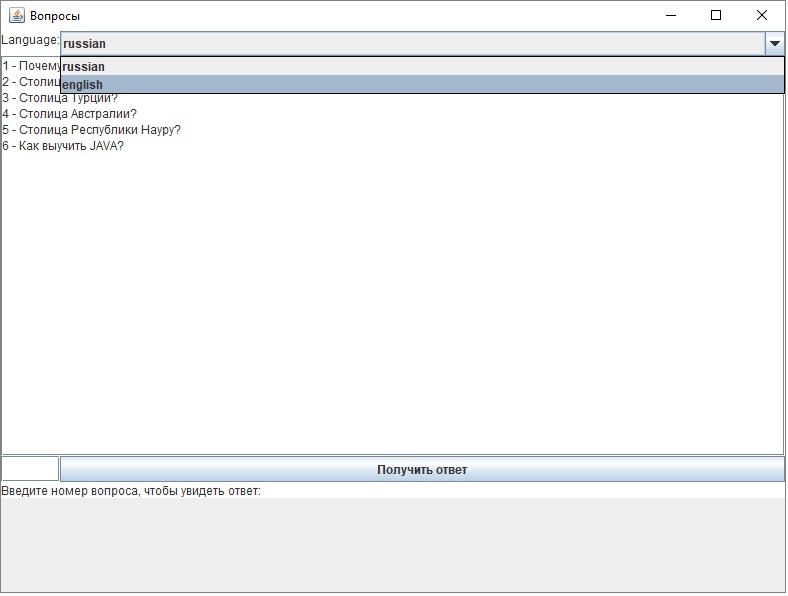 Вопросы
Language:
russian
russian
english
1 - Почему
2 - Столиц
3 - Столица Турции?
4 - Столица Австралии?
5 - Столица Республики Науру?
6 - Как выучить JAVA?
Получить ответ
Введите номер вопроса, чтобы увидеть ответ: